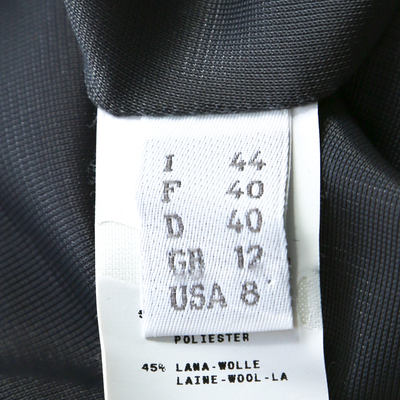 I 44
F 40
D 40
GB 12
USA 8
POLIESTER
45% LANA-WOLLE
LAINE-WOOL-LA